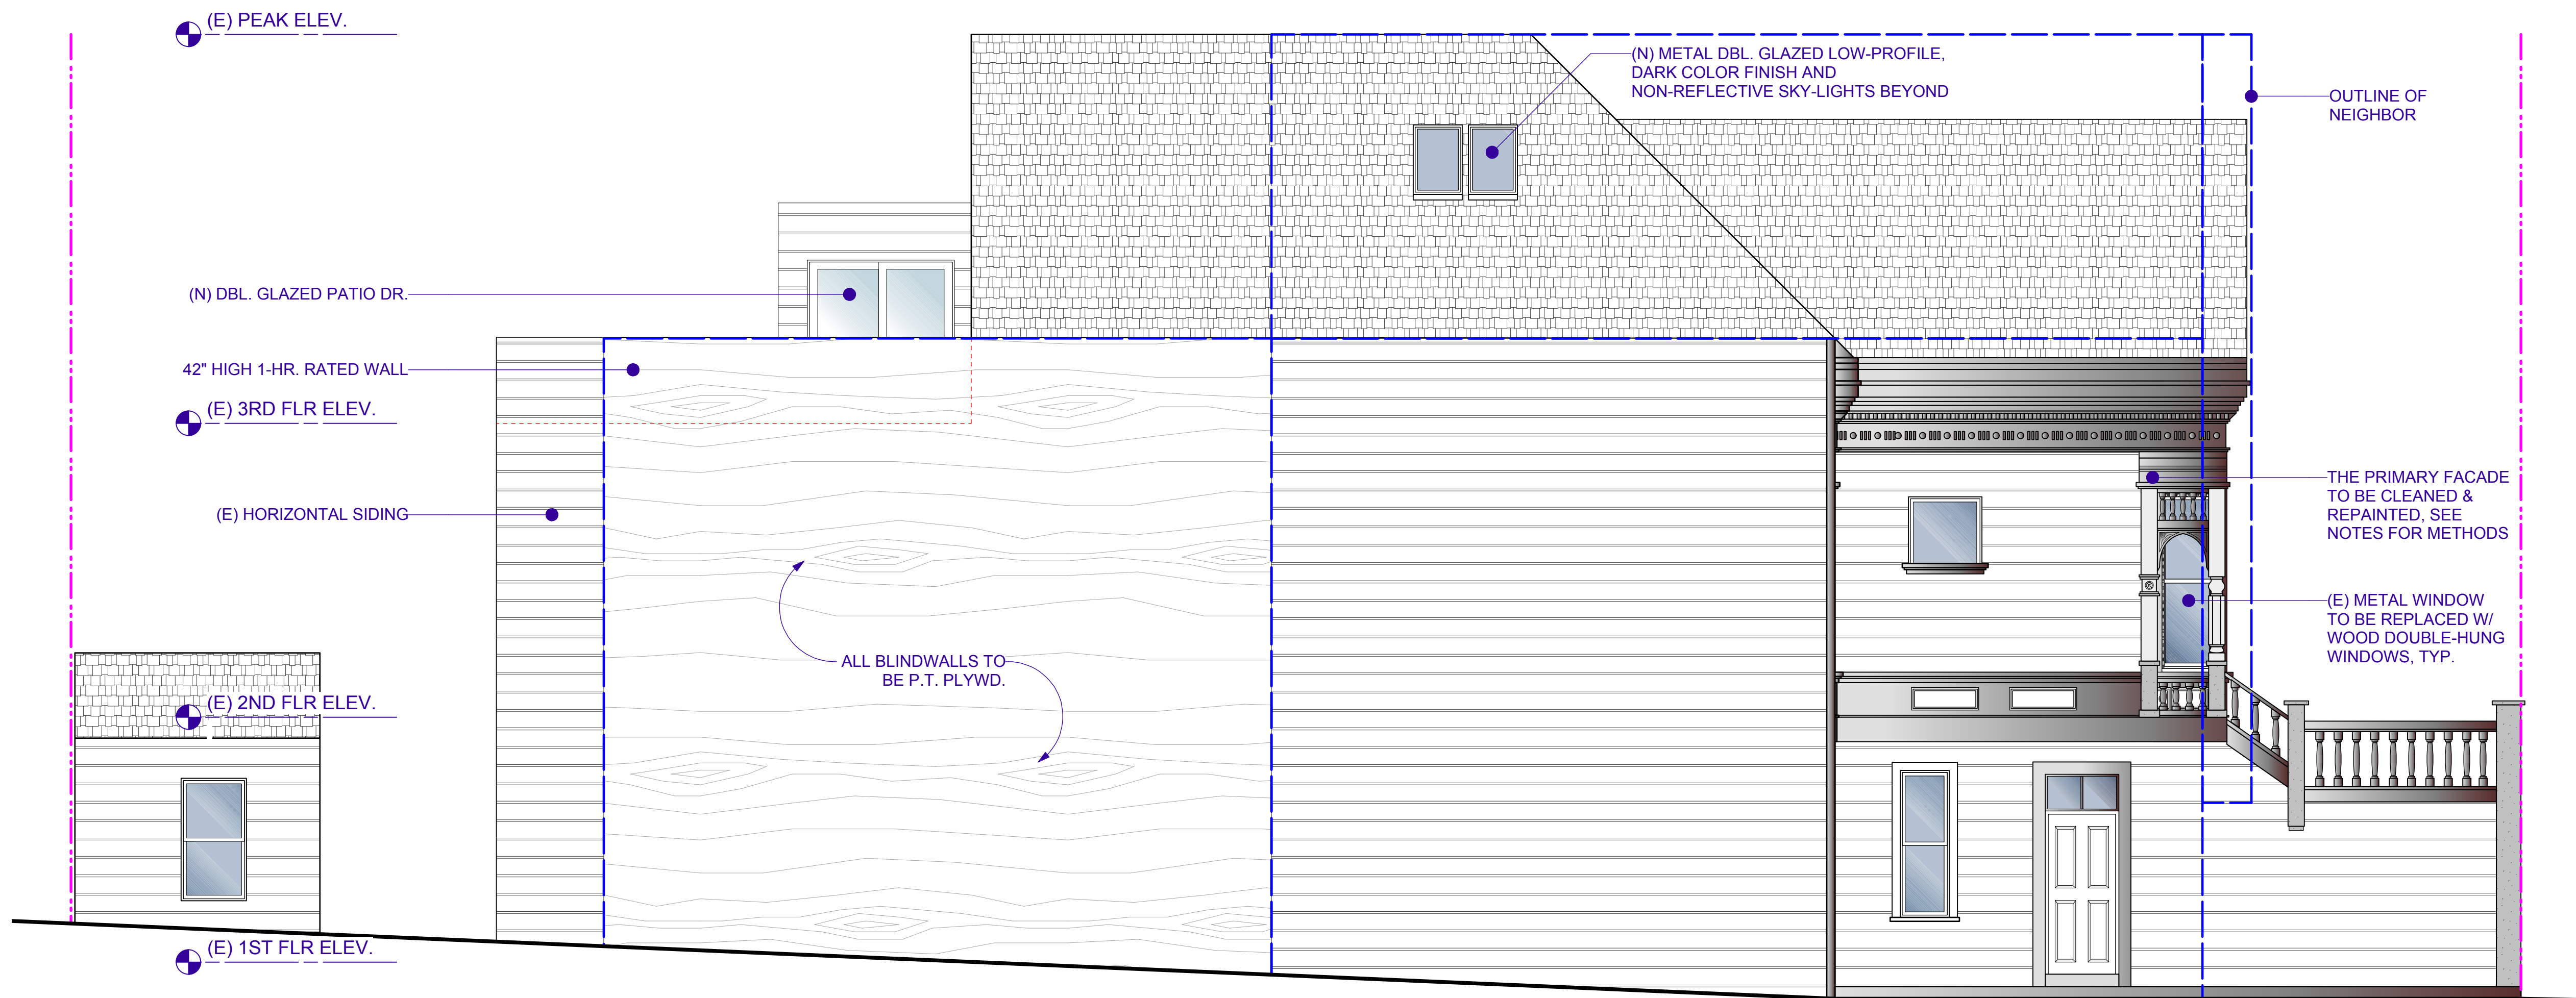 (E) PEAK ELEV.
(N) METAL DBL. GLAZED LOW-PROFILE,
DARK COLOR FINISH AND
NON-REFLECTIVE SKY-LIGHTS BEYOND
OUTLINE OF
NEIGHBOR
(N) DBL. GLAZED PATIO DR.
42" HIGH 1-HR. RATED WALL
(E) 3RD FLR ELEV.
(E) HORIZONTAL SIDING
THE PRIMARY FACADE
TO BE CLEANED &
REPAINTED, SEE
NOTES FOR METHODS
(E) METAL WINDOW
TO BE REPLACED W/
WOOD DOUBLE-HUNG
WINDOWS, TYP.
ALL BLINDWALLS TO
BE P.T. PLYWD.
(E) 2ND FLR ELEV.
(E) 1ST FLR ELEV.